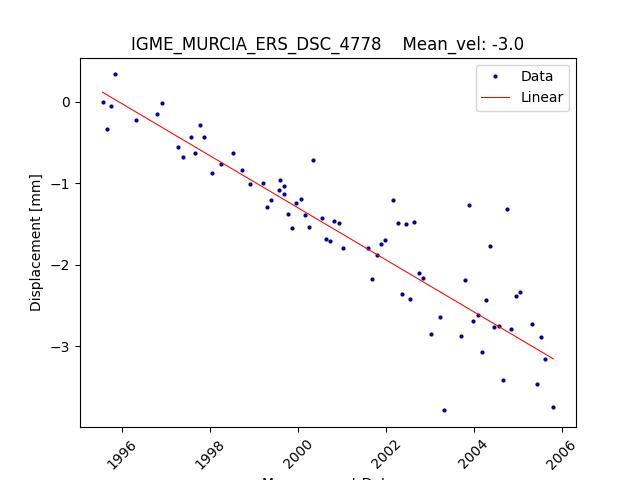 IGME_MURCIA_ERS_DSC_4778    Mean_vel: -3.0
Data
Linear
Displacement [mm]
0
−1
−2
−3
1996
1998
2000
2002
2004
2006